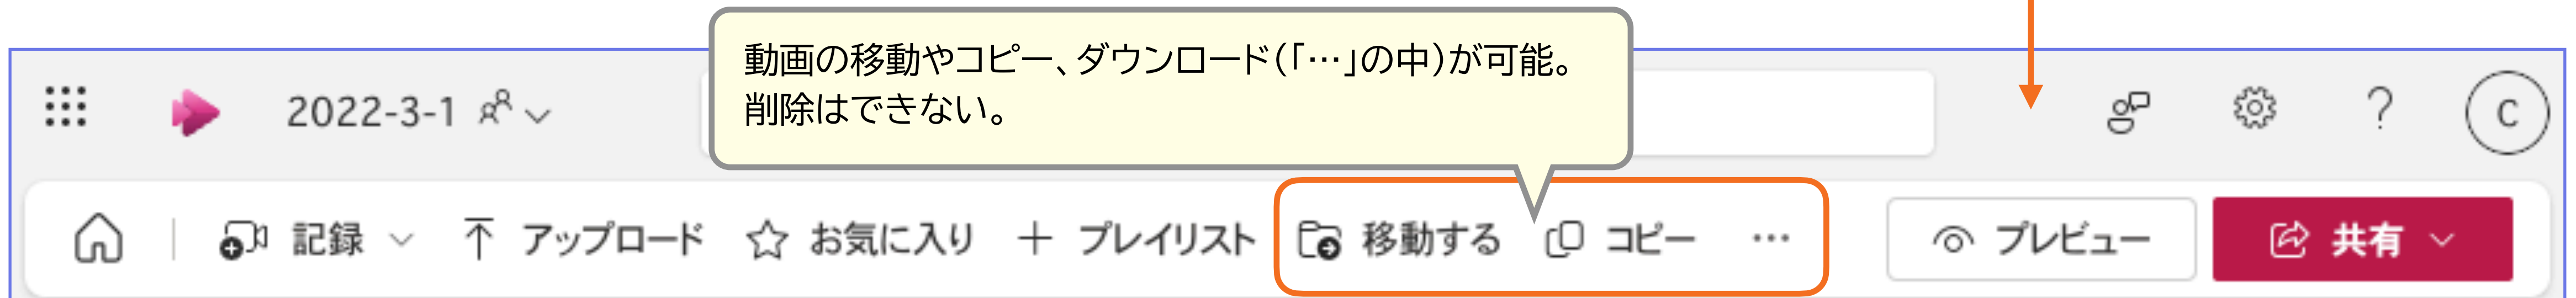 動画の移動やコピー、ダウンロード(「…」の中)が可能。
削除はできない。
2022-3-1
? C
記録 アップロード お気に入り + プレイリスト 移動する コピー … プレビュー 共有